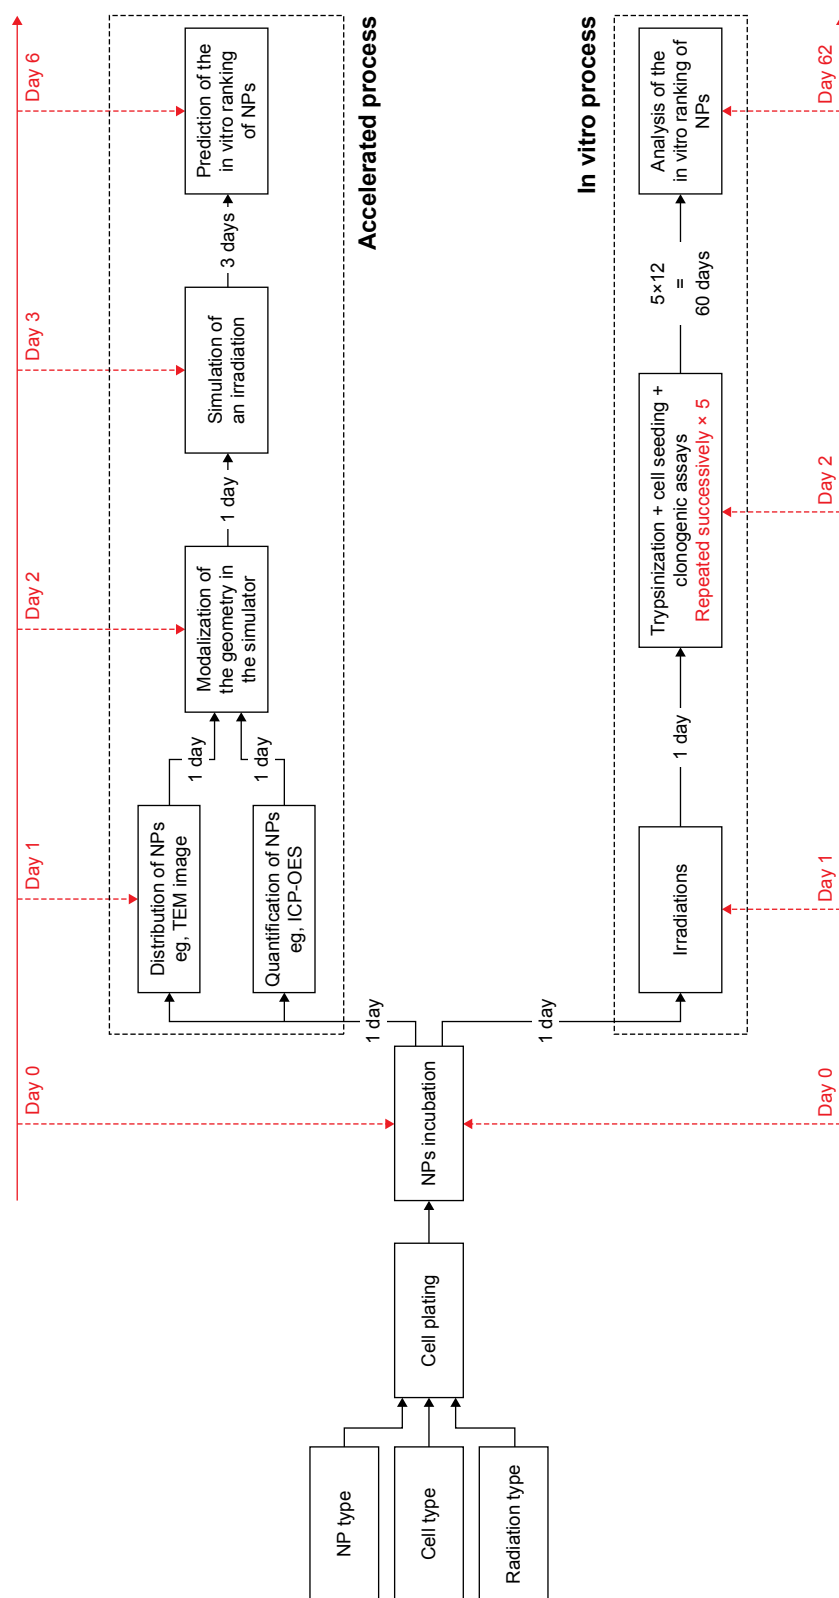 Day 0
Day 1
Day 2
Day 3
Day 6
NP type
Cell type
Radiation type
Cell plating
NPs incubation
1 day
1 day
Distribution of NPs
eg, TEM image
Quantification of NPs
eg, ICP-OES
1 day
1 day
Modalization of
the geometry in
the simulator
1 day
Simulation of
an irradiation
3 days
Prediction of the
in vitro ranking
of NPs
Accelerated process
In vitro process
Irradiations
1 day
Trypsinization + cell seeding +
clonogenic assays
Repeated successively × 5
5×12
=
60 days
Analysis of the
in vitro ranking of
NPs
Day 0
Day 1
Day 2
Day 62